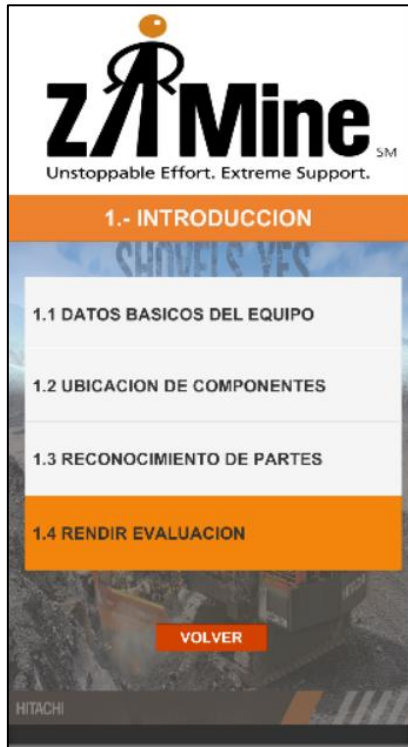 ZRMine SM
Unstoppable Effort. Extreme Support.
1.- INTRODUCCION
SHOVELS YES
1.1 DATOS BASICOS DEL EQUIPO
1.2 UBICACION DE COMPONENTES
1.3 RECONOCIMIENTO DE PARTES
1.4 RENDIR EVALUACION
VOLVER
HITACHI